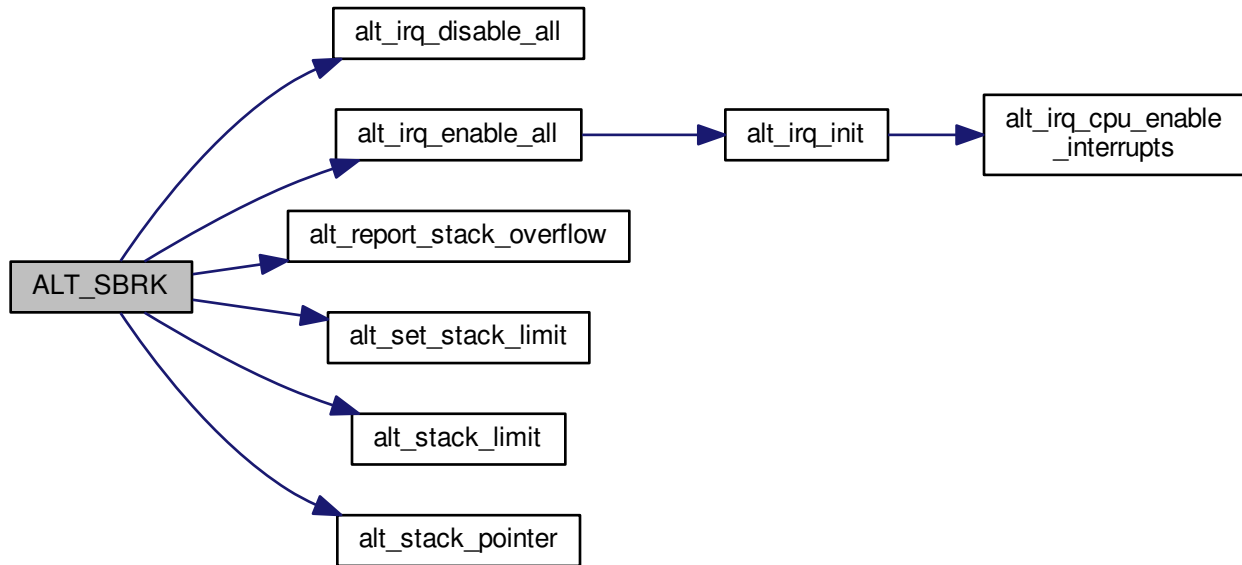 alt_irq_disable_all
alt_irq_enable_all
alt_irq_init
alt_irq_cpu_enable
_interrupts
alt_report_stack_overflow
ALT_SBRK
alt_set_stack_limit
alt_stack_limit
alt_stack_pointer